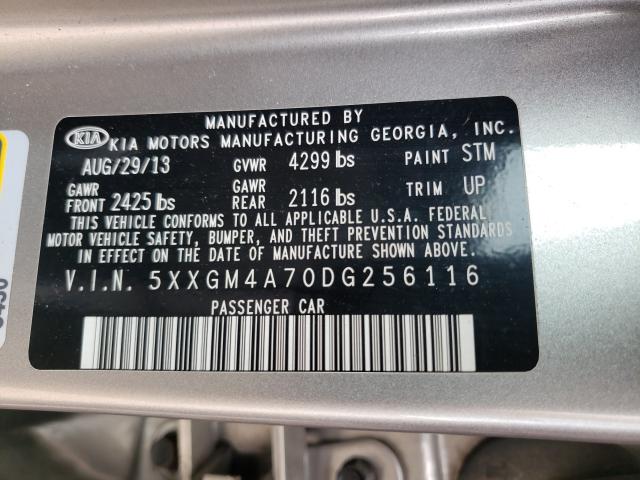 MANUFACTURED BY
KIA KIA MOTORS MANUFACTURING GEORGIA, INC.
AUG/29/13 GVWR 4299 lbs PAINT STM
GAWR FRONT 2425 lbs GAWR REAR 2116 lbs TRIM UP
THIS VEHICLE CONFORMS TO ALL APPLICABLE U.S.A. FEDERAL
MOTOR VEHICLE SAFETY, BUMPER, AND THEFT PREVENTION STANDARDS
IN EFFECT ON THE DATE OF MANUFACTURE SHOWN ABOVE.
V.I.N. 5XXGM4A70DG256116
PASSENGER CAR